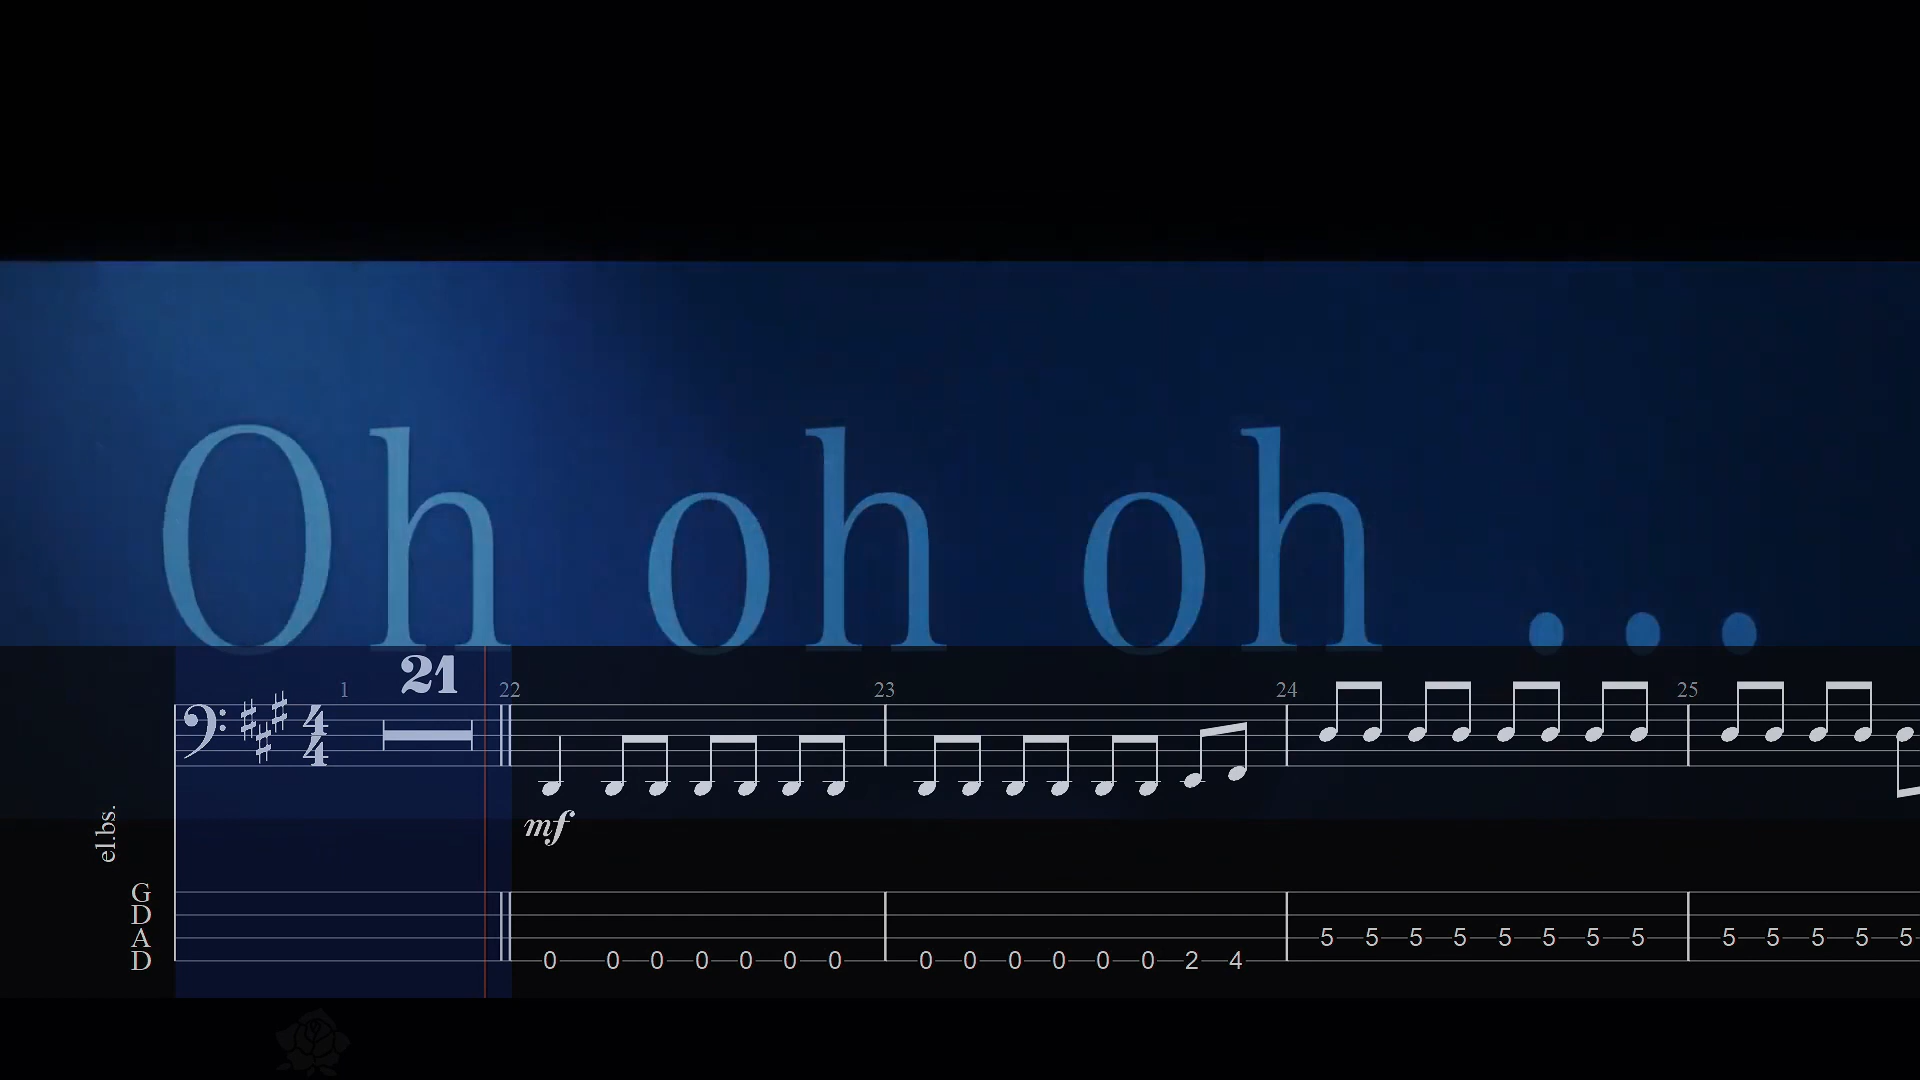 Oh oh oh ...
1 21 22 23 24 25
4
4
mf
el.bs.
G
D
A 5 5 5 5 5 5 5 5 5 5 5 5 5
D 0 0 0 0 0 0 0 0 0 0 0 0 0 2 4